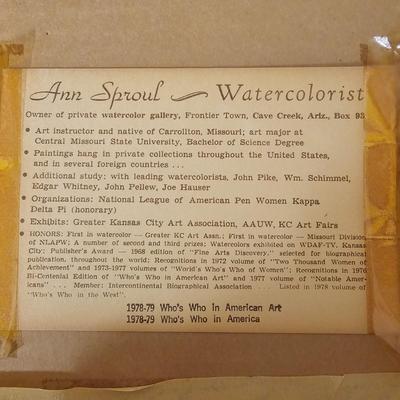 Ann Sproul ~ Watercolorist
Owner of private watercolor gallery, Frontier Town, Cave Creek, Ariz., Box 93
• Art instructor and native of Carrollton, Missouri; art major at
Central Missouri State University, Bachelor of Science Degree
• Paintings hang in private collections throughout the United States,
and in several foreign countries . . .
• Additional study: with leading watercolorists, John Pike, Wm. Schimmel,
Edgar Whitney, John Pellew, Joe Hauser
• Organizations: National League of American Pen Women Kappa
Delta Pi (honorary)
• Exhibits: Greater Kansas City Art Association, AAUW, KC Art Fairs
• HONORS: First in watercolor — Greater KC Art Assn.; First in watercolor — Missouri Division
of NLAPW; A number of second and third prizes; Watercolors exhibited on WDAF-TV, Kansas
City; Publisher's Award — 1968 edition of "Fine Arts Discovery," selected for biographical
publication, throughout the world: Recognitions in 1972 volume of "Two Thousand Women of
Achievement" and 1973-1977 volumes of "World's Who's Who of Women"; Recognitions in 1976
Bi-Centenial Edition of "Who's Who in American Art" and 1977 volume of "Notable Amer-
icans" . . . Member: Intercontinental Biographical Association . . . Listed in 1978 volume of
"Who's Who in the West".
1978-79 Who's Who In American Art
1978-79 Who's Who in America